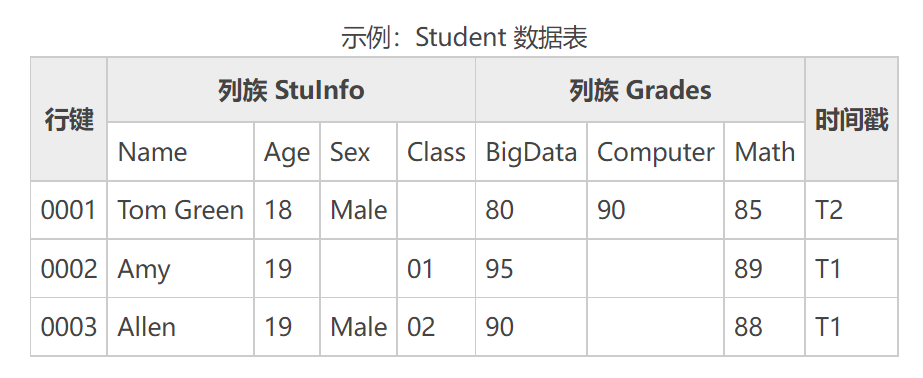 示例：Student 数据表
行键 列族 StuInfo 列族 Grades 时间戳
Name Age Sex Class BigData Computer Math
0001 Tom Green 18 Male 80 90 85 T2
0002 Amy 19 01 95 89 T1
0003 Allen 19 Male 02 90 88 T1